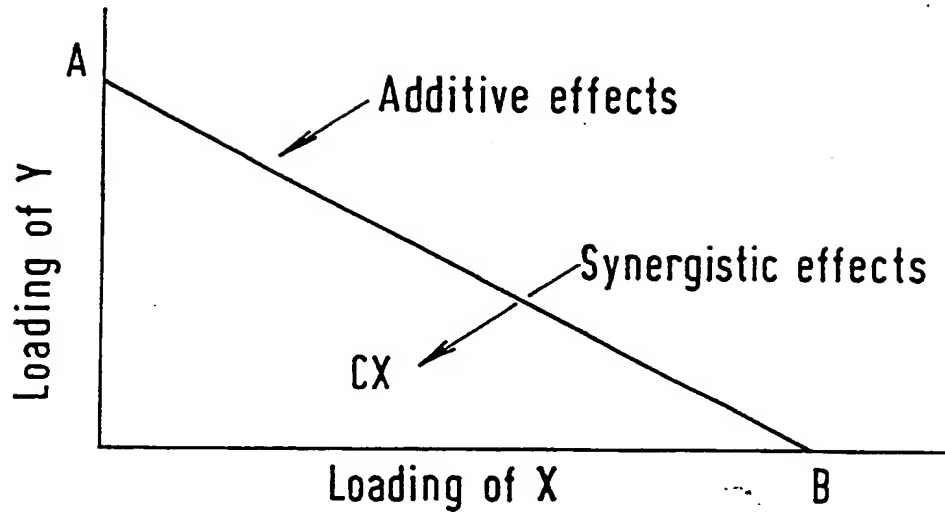 A
Additive effects
Synergistic effects
CX
Loading of Y
Loading of X
B